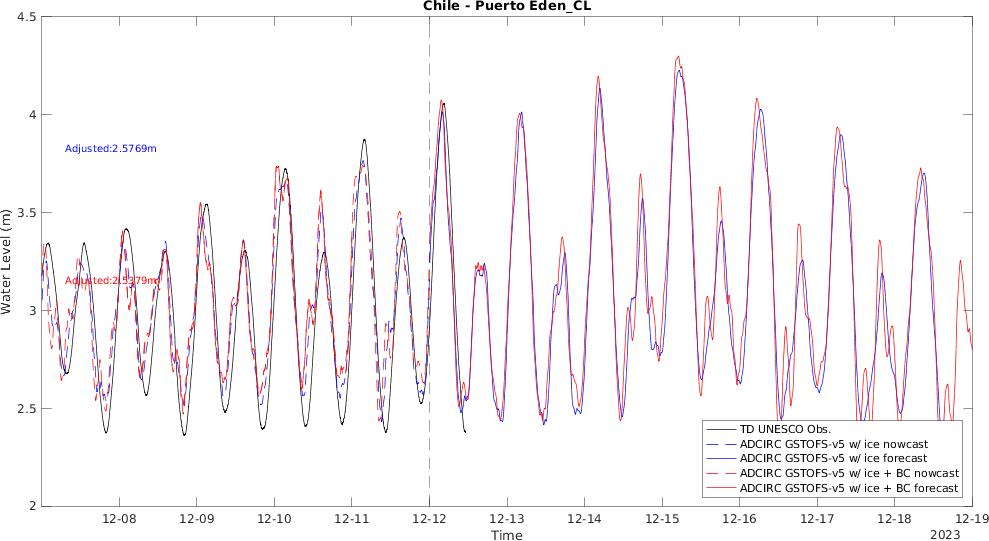 Chile - Puerto Eden_CL
4.5
4
3.5
3
2.5
2
Water Level (m)
Adjusted:2.5769m
Adjusted:2.5379m
TD UNESCO Obs.
ADCIRC GSTOFS-v5 w/ ice nowcast
ADCIRC GSTOFS-v5 w/ ice forecast
ADCIRC GSTOFS-v5 w/ ice + BC nowcast
ADCIRC GSTOFS-v5 w/ ice + BC forecast
12-08 12-09 12-10 12-11 12-12 12-13 12-14 12-15 12-16 12-17 12-18 12-19
Time
2023